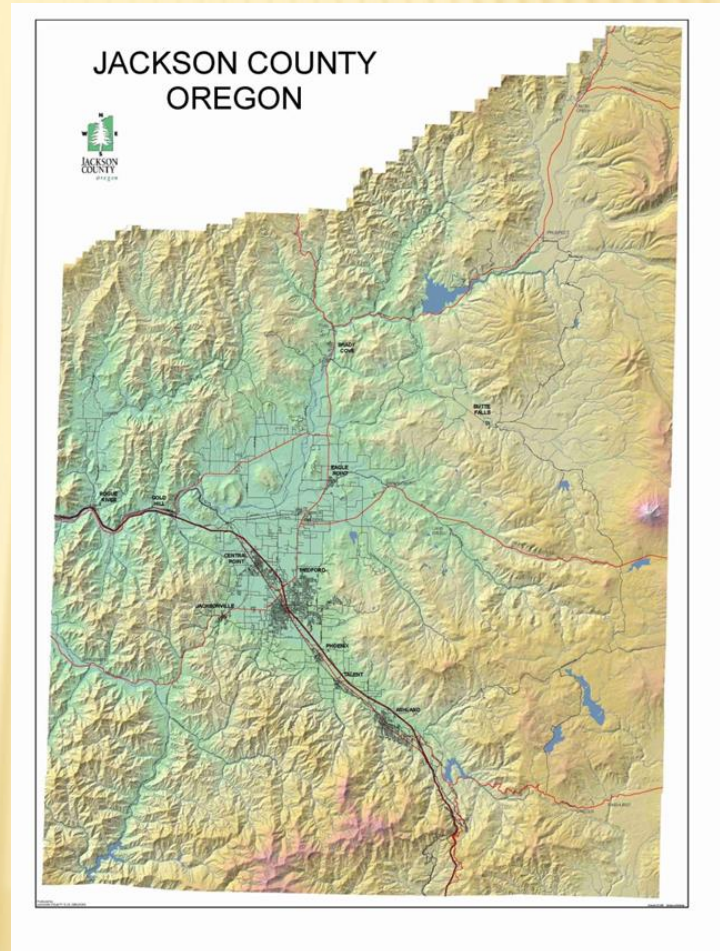 JACKSON COUNTY
OREGON
N
W
E
S
JACKSON
COUNTY
Oregon
PROSPECT
SHADY
COVE
BUTTE
FALLS
EAGLE
POINT
ROGUE
RIVER
GOLD
HILL
CENTRAL
POINT
MEDFORD
JACKSONVILLE
PHOENIX
TALENT
ASHLAND